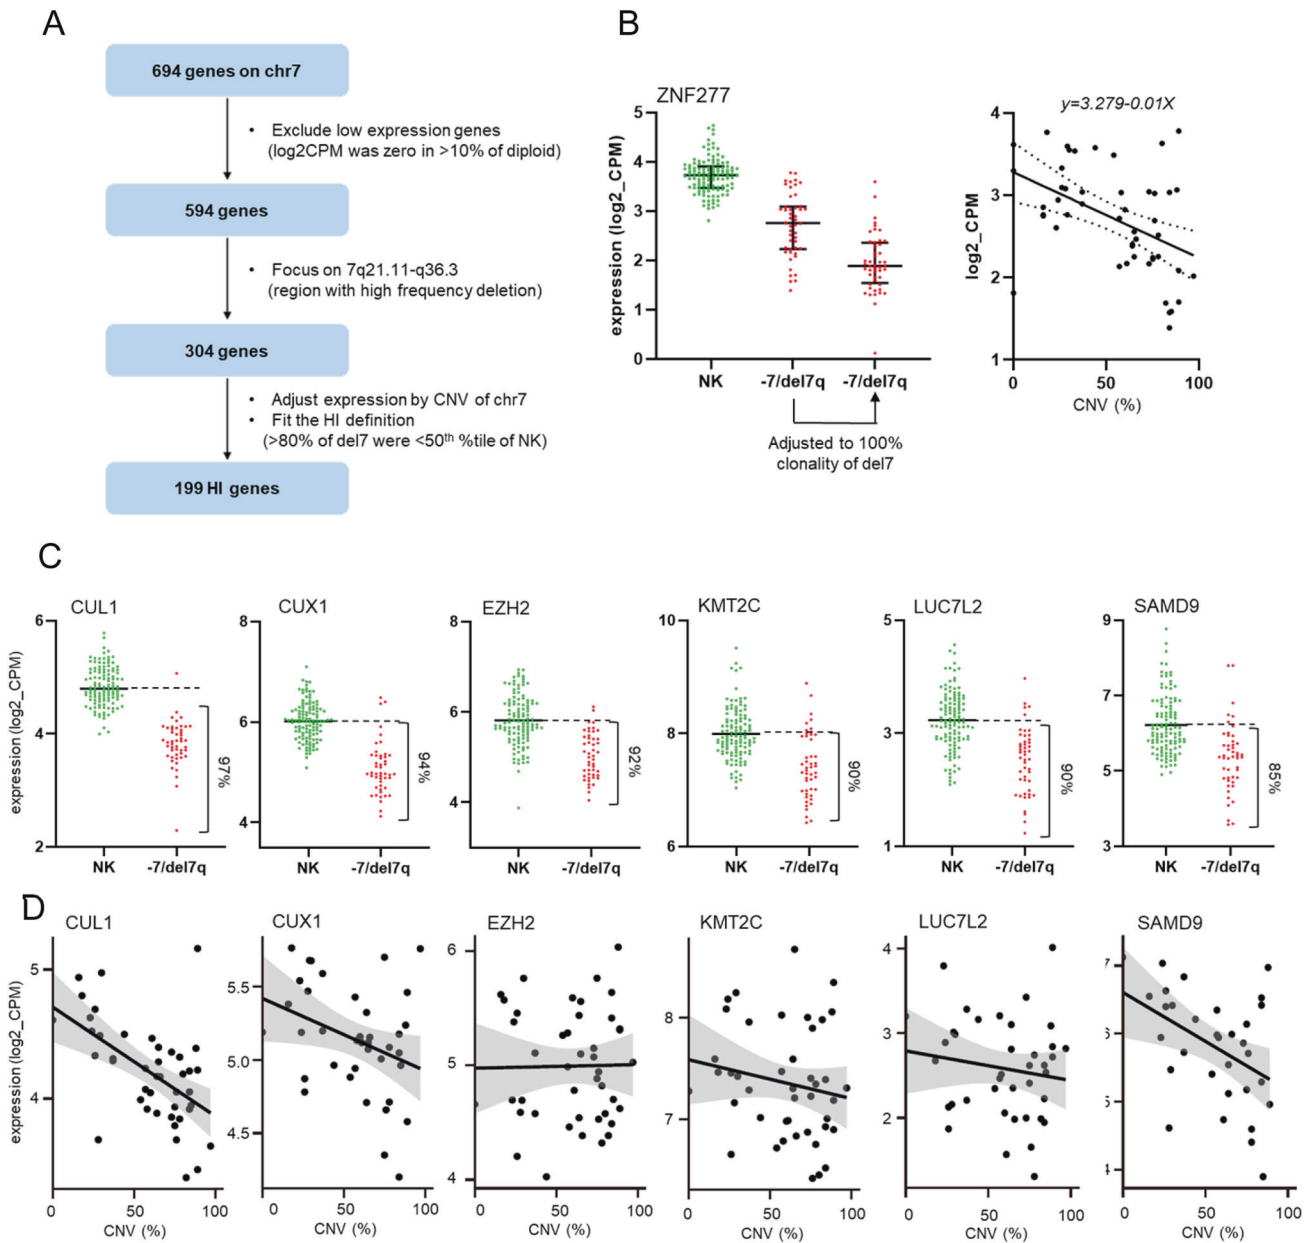 A
694 genes on chr7
• Exclude low expression genes
(log2CPM was zero in >10% of diploid)
594 genes
• Focus on 7q21.11-q36.3
(region with high frequency deletion)
304 genes
• Adjust expression by CNV of chr7
• Fit the HI definition
(>80% of del7 were <50th %tile of NK)
199 HI genes
B
ZNF277
expression (log2_CPM)
5
4
3
2
1
0
NK -7/del7q -7/del7q
Adjusted to 100%
clonality of del7
y=3.279-0.01X
log2_CPM
4
3
2
1
0 50 100
CNV (%)
C
expression (log2_CPM)
CUL1
6
4
2
97%
NK -7/del7q
CUX1
8
6
4
94%
NK -7/del7q
EZH2
8
6
4
92%
NK -7/del7q
KMT2C
10
8
6
90%
NK -7/del7q
LUC7L2
5
3
1
90%
NK -7/del7q
SAMD9
9
7
5
3
85%
NK -7/del7q
D
expression (log2_CPM)
CUL1
5
4
0 50 100
CNV (%)
CUX1
5.5
5.0
4.5
0 50 100
CNV (%)
EZH2
6
5
4
0 50 100
CNV (%)
KMT2C
8
7
0 50 100
CNV (%)
LUC7L2
4
3
2
0 50 100
CNV (%)
SAMD9
7
6
5
4
0 50 100
CNV (%)